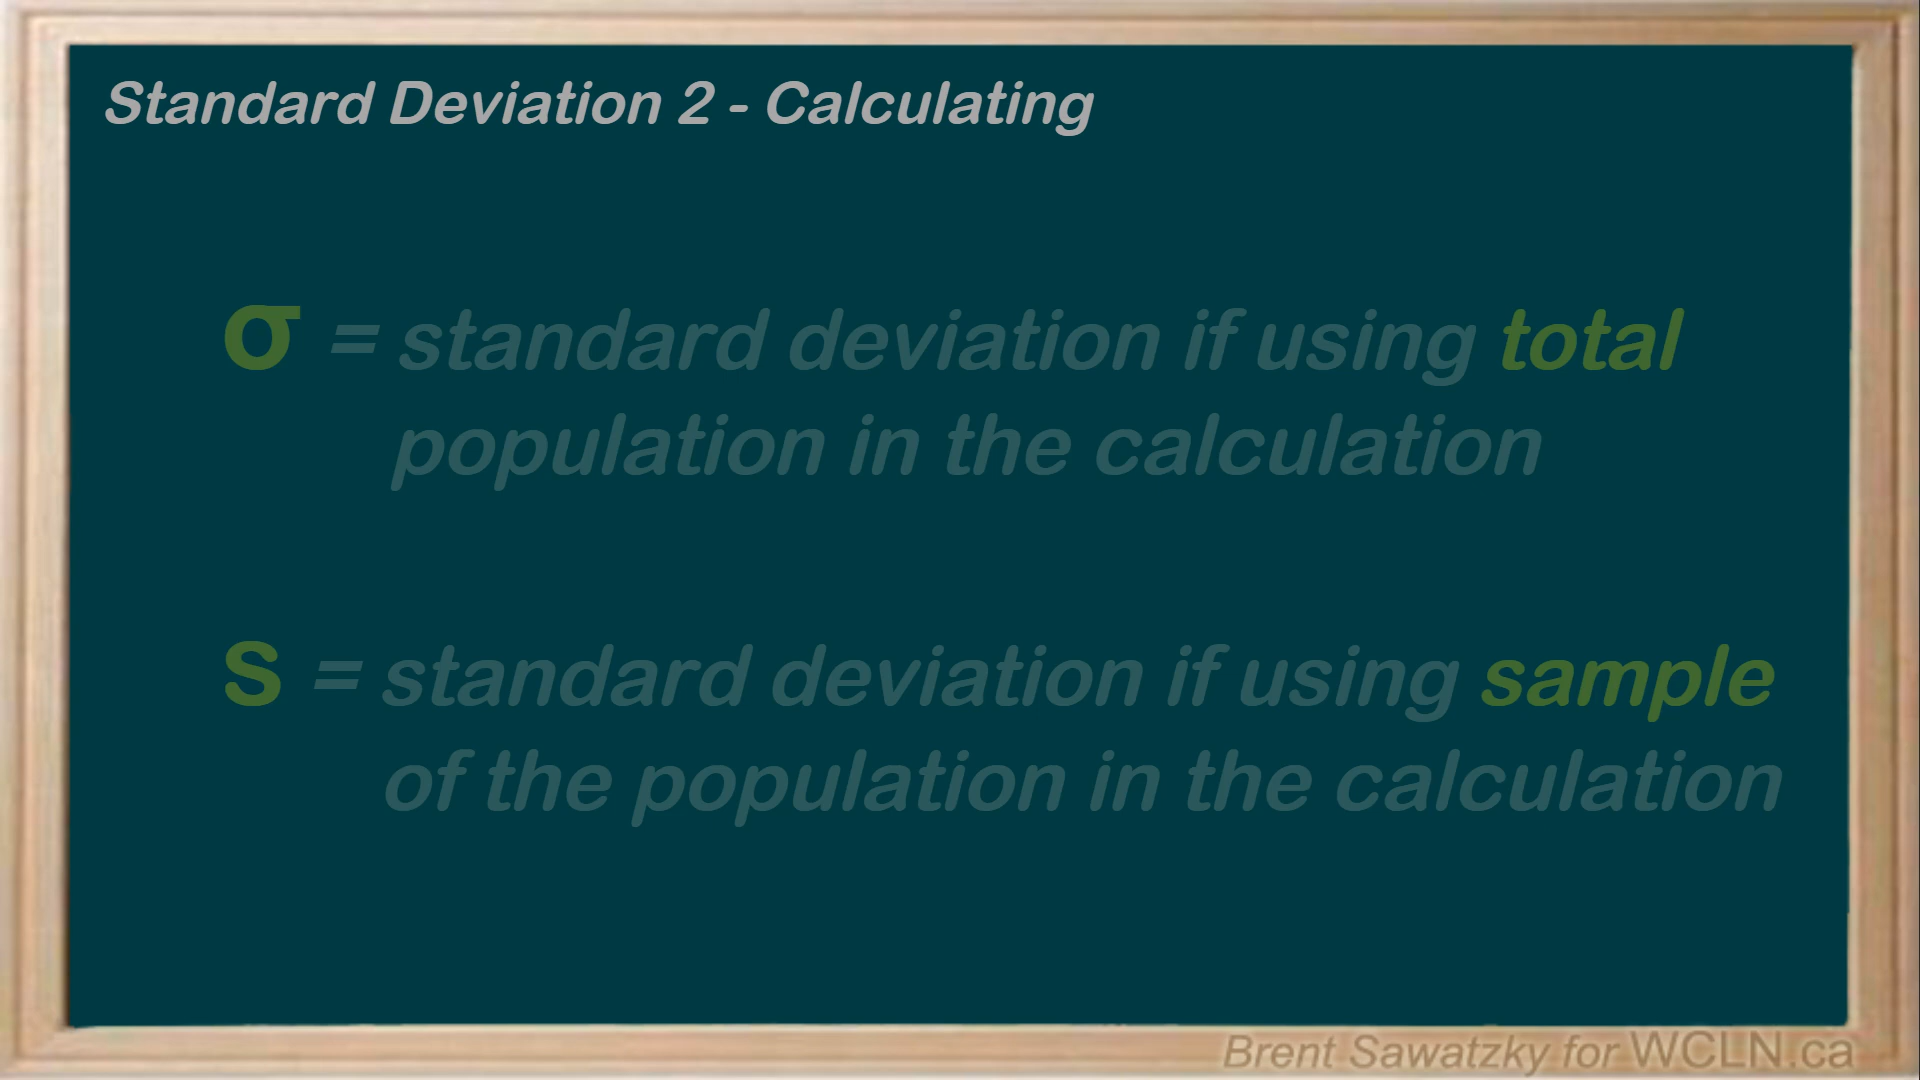 Standard Deviation 2 - Calculating
σ = standard deviation if using total
population in the calculation
s = standard deviation if using sample
of the population in the calculation
Brent Sawatzky for WCLN.ca